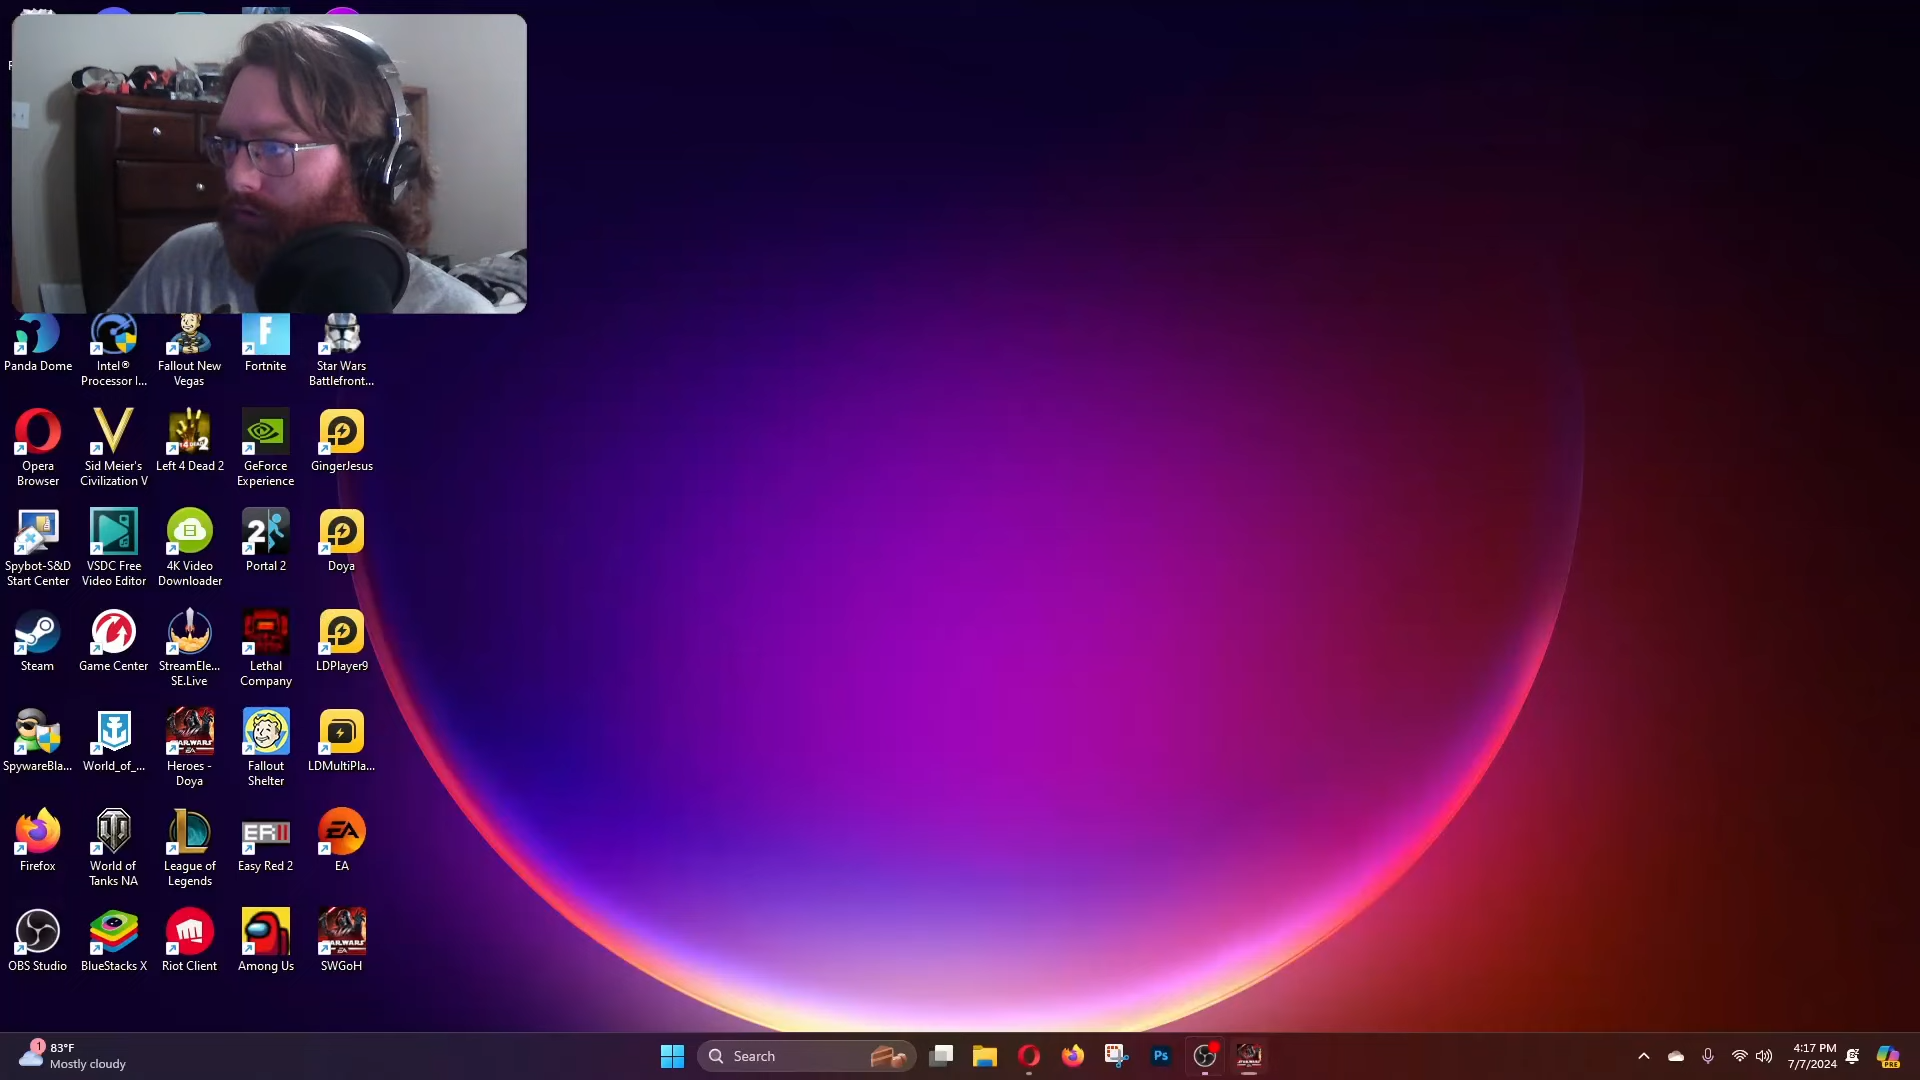 Panda Dome
Intel®
Processor I...
Fallout New
Vegas
Fortnite
Star Wars
Battlefront...
Opera
Browser
Sid Meier's
Civilization V
Left 4 Dead 2
GeForce
Experience
GingerJesus
Spybot-S&D
Start Center
VSDC Free
Video Editor
4K Video
Downloader
Portal 2
Doya
Steam
Game Center
StreamEle...
SE.Live
Lethal
Company
LDPlayer9
SpywareBla...
World_of_...
Heroes -
Doya
Fallout
Shelter
LDMultiPla...
Firefox
World of
Tanks NA
League of
Legends
Easy Red 2
EA
OBS Studio
BlueStacks X
Riot Client
Among Us
SWGoH
1
83°F
Mostly cloudy
Search
Ps
4:17 PM
7/7/2024
PRE